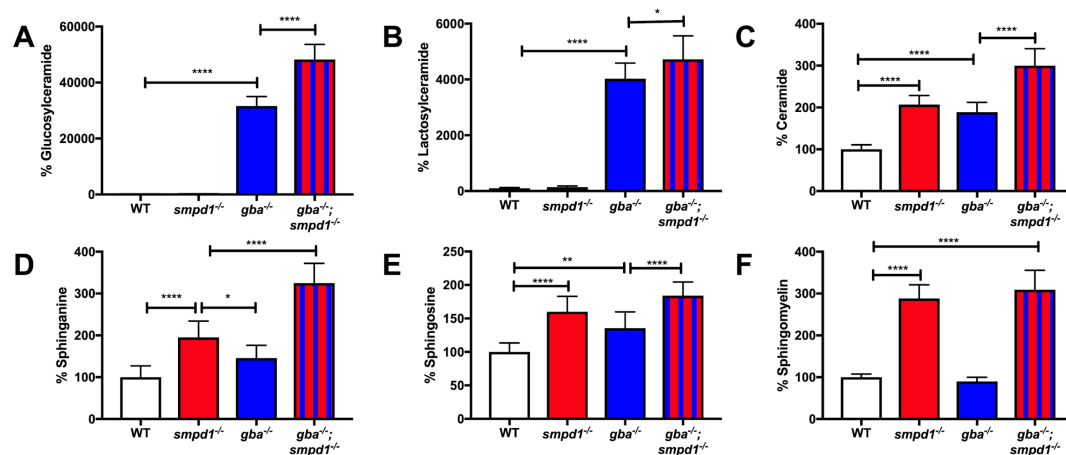 A
% Glucosylceramide
60000
40000
20000
0
****
****
WT
smpd1-/-
gba-/-
gba-/-;
smpd1-/-
B
% Lactosylceramide
6000
4000
2000
0
****
*
WT
smpd1-/-
gba-/-
gba-/-;
smpd1-/-
C
% Ceramide
400
300
200
100
0
****
****
****
WT
smpd1-/-
gba-/-
gba-/-;
smpd1-/-
D
% Sphinganine
400
300
200
100
0
****
*
****
WT
smpd1-/-
gba-/-
gba-/-;
smpd1-/-
E
% Sphingosine
250
200
150
100
50
0
**
****
****
WT
smpd1-/-
gba-/-
gba-/-;
smpd1-/-
F
% Sphingomyelin
400
300
200
100
0
****
****
WT
smpd1-/-
gba-/-
gba-/-;
smpd1-/-